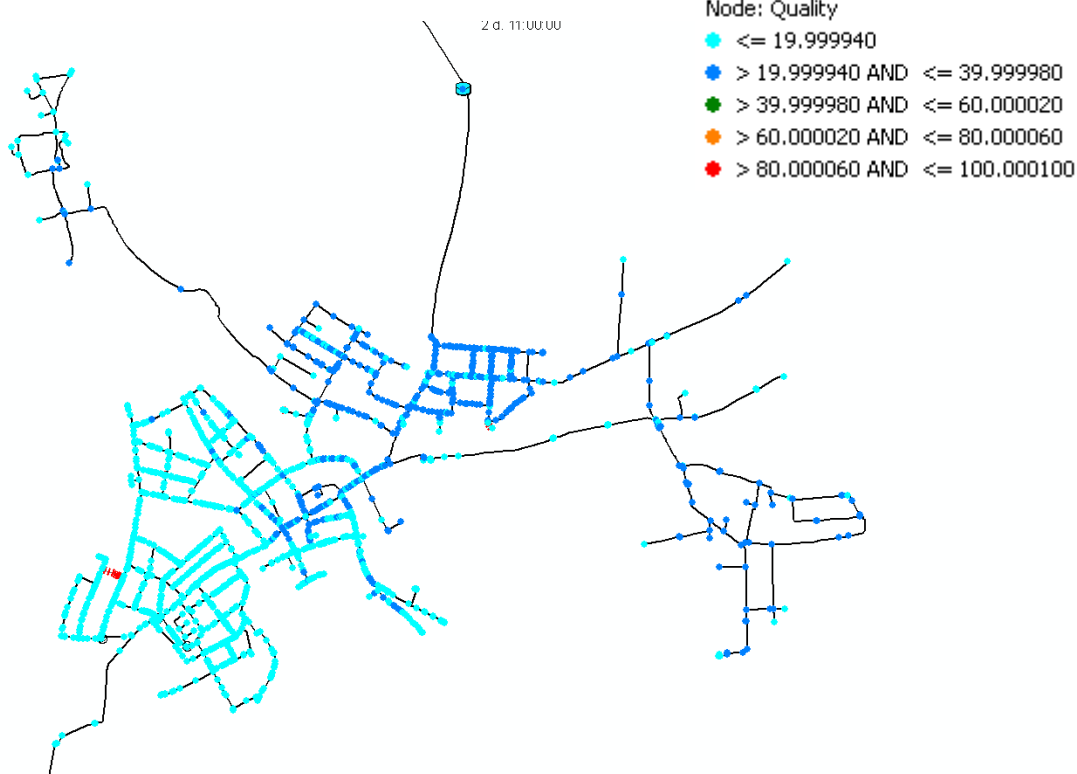 Node: Quality
2 d. 11:00:00
<= 19.999940
> 19.999940 AND <= 39.999980
> 39.999980 AND <= 60.000020
> 60.000020 AND <= 80.000060
> 80.000060 AND <= 100.000100